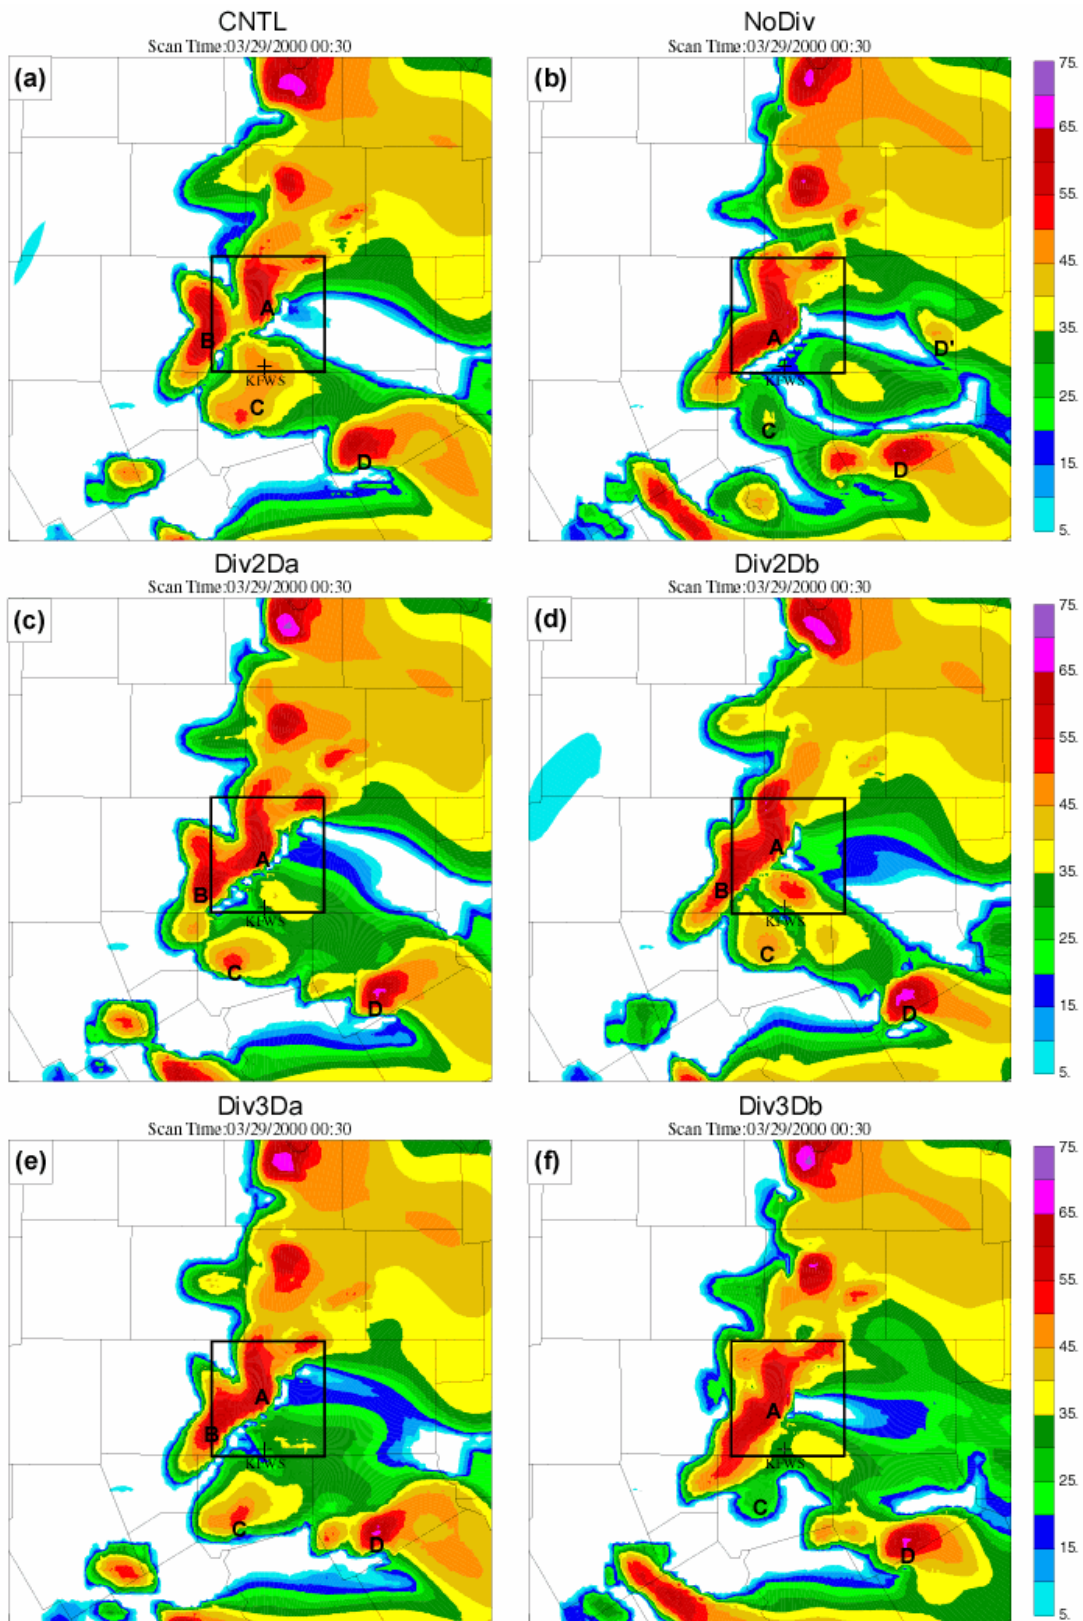 CNTL
Scan Time:03/29/2000 00:30
(a)
A
B
KFWS
C
D
NoDiv
Scan Time:03/29/2000 00:30
(b)
A
D'
KFWS
C
D
75.
65.
55.
45.
35.
25.
15.
5.
Div2Da
Scan Time:03/29/2000 00:30
(c)
A
B
KFWS
C
D
Div2Db
Scan Time:03/29/2000 00:30
(d)
A
B
KFWS
C
D
75.
65.
55.
45.
35.
25.
15.
5.
Div3Da
Scan Time:03/29/2000 00:30
(e)
A
B
KFWS
C
D
Div3Db
Scan Time:03/29/2000 00:30
(f)
A
KFWS
C
D
75.
65.
55.
45.
35.
25.
15.
5.